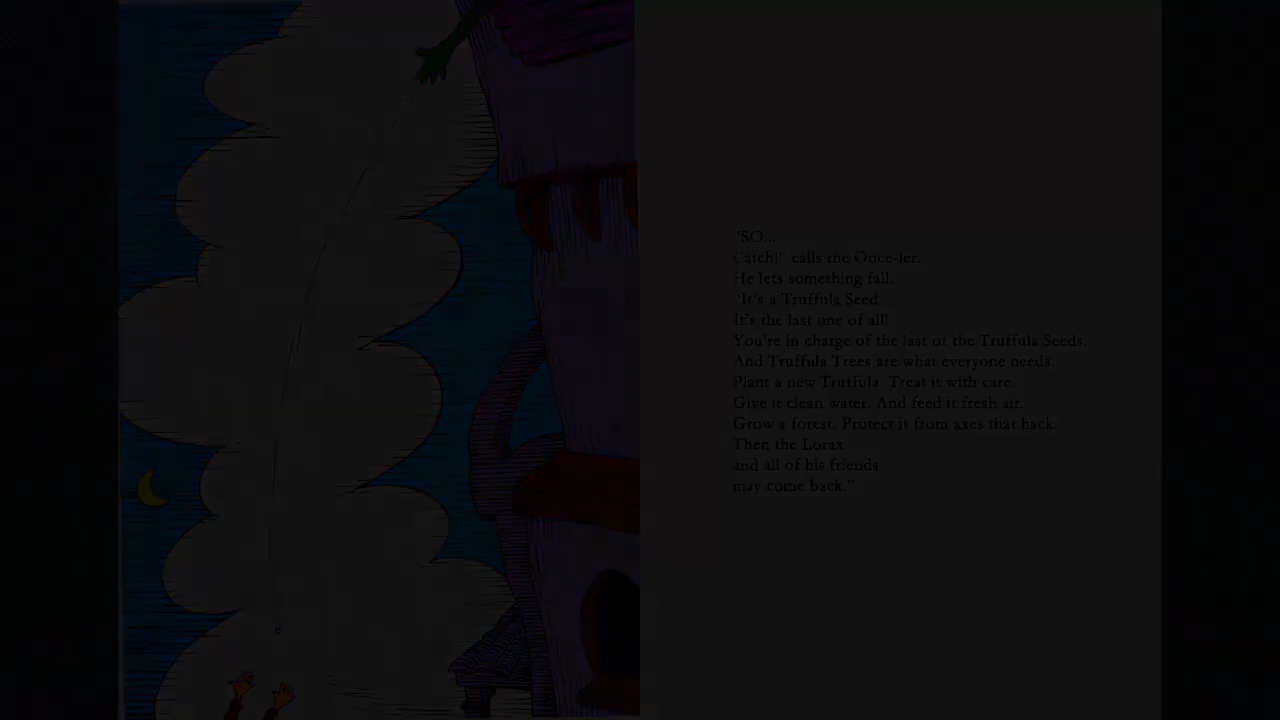 "SO...
Catch!" calls the Once-ler.
He lets something fall.
"It's a Truffula Seed.
It's the last one of all!
You're in charge of the last of the Truffula Seeds.
And Truffula Trees are what everyone needs.
Plant a new Truffula. Treat it with care.
Give it clean water. And feed it fresh air.
Grow a forest. Protect it from axes that hack.
Then the Lorax
and all of his friends
may come back."